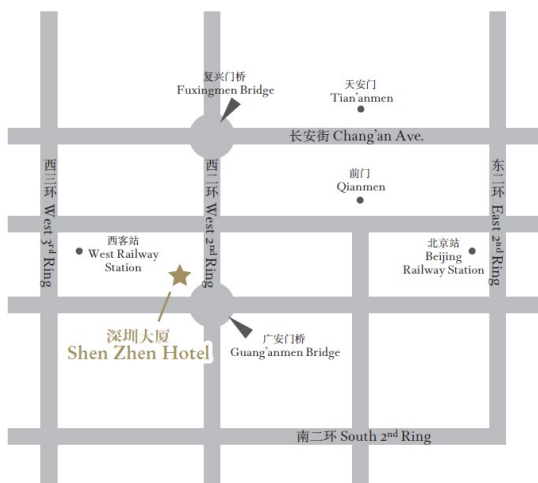 复兴门桥
Fuxingmen Bridge
天安门
Tian'anmen
长安街 Chang'an Ave.
西三环 West 3rd Ring
西二环 West 2nd Ring
东二环 East 2nd Ring
前门
Qianmen
西客站
West Railway
Station
北京站
Beijing
Railway Station
深圳大厦
Shen Zhen Hotel
广安门桥
Guang'anmen Bridge
南二环 South 2nd Ring